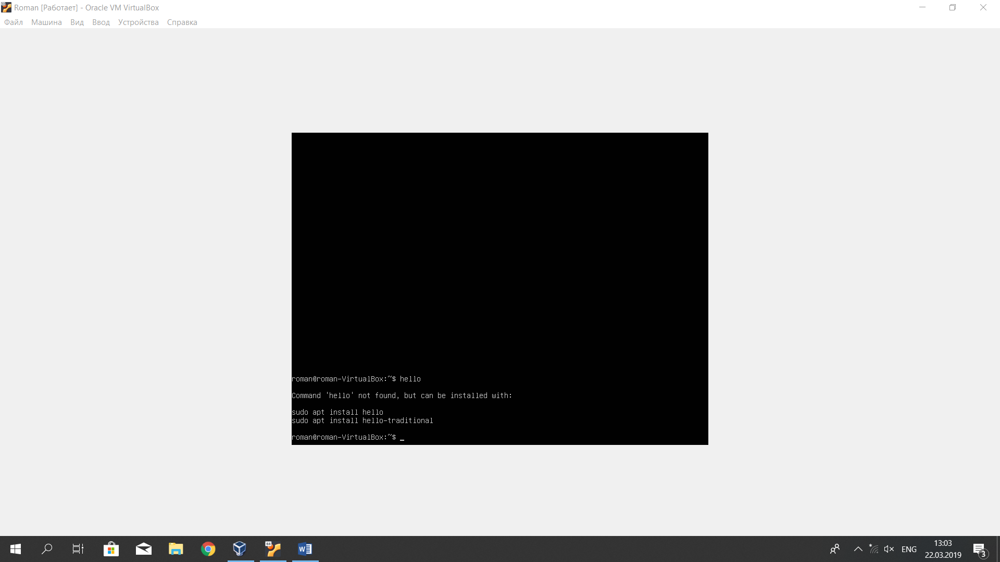 Roman [Работает] - Oracle VM VirtualBox
Файл Машина Вид Ввод Устройства Справка
roman@roman-VirtualBox:~$ hello
Command 'hello' not found, but can be installed with:
sudo apt install hello
sudo apt install hello-traditional
roman@roman-VirtualBox:~$ _
64
W
ENG
13:03
22.03.2019
3